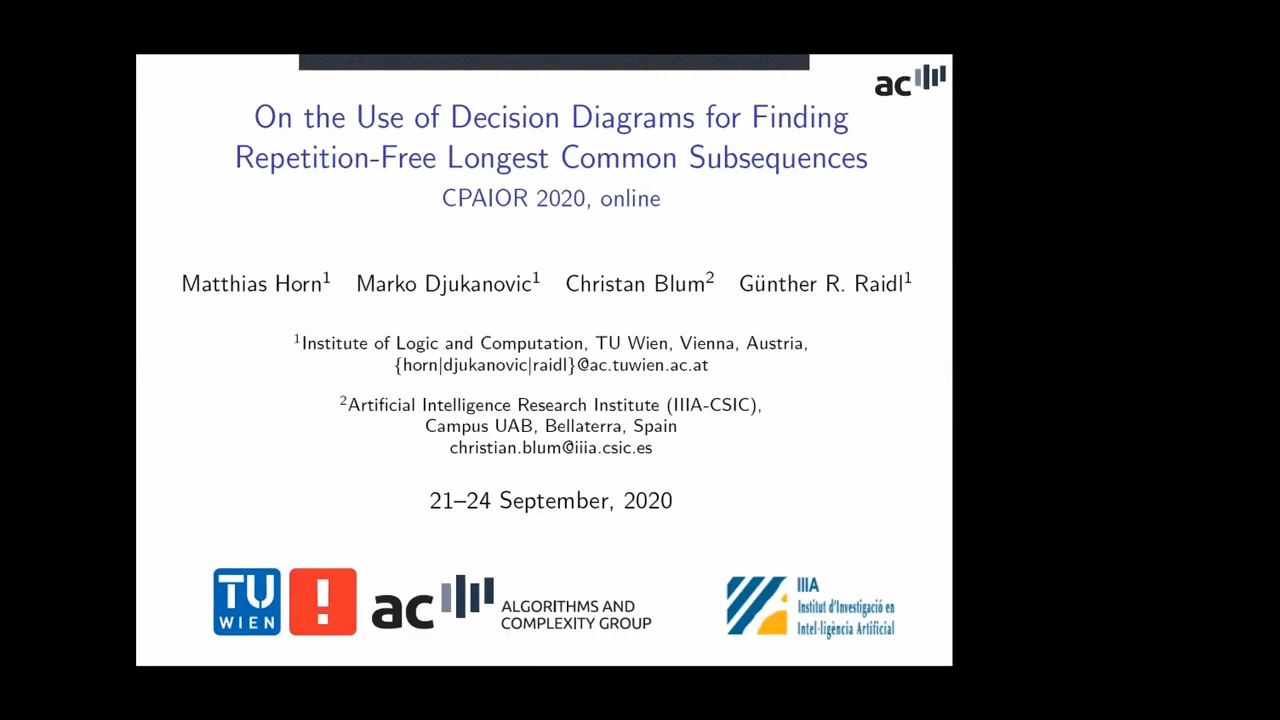 ac
On the Use of Decision Diagrams for Finding
Repetition-Free Longest Common Subsequences
CPAIOR 2020, online
Matthias Horn¹ Marko Djukanovic¹ Christan Blum² Günther R. Raidl¹
¹Institute of Logic and Computation, TU Wien, Vienna, Austria,
{horn|djukanovic|raidl}@ac.tuwien.ac.at
²Artificial Intelligence Research Institute (IIIA-CSIC),
Campus UAB, Bellaterra, Spain
christian.blum@iiia.csic.es
21–24 September, 2020
TU
WIEN
!
ac
ALGORITHMS AND
COMPLEXITY GROUP
IIIA
Institut d'Investigació en
Intel·ligència Artificial